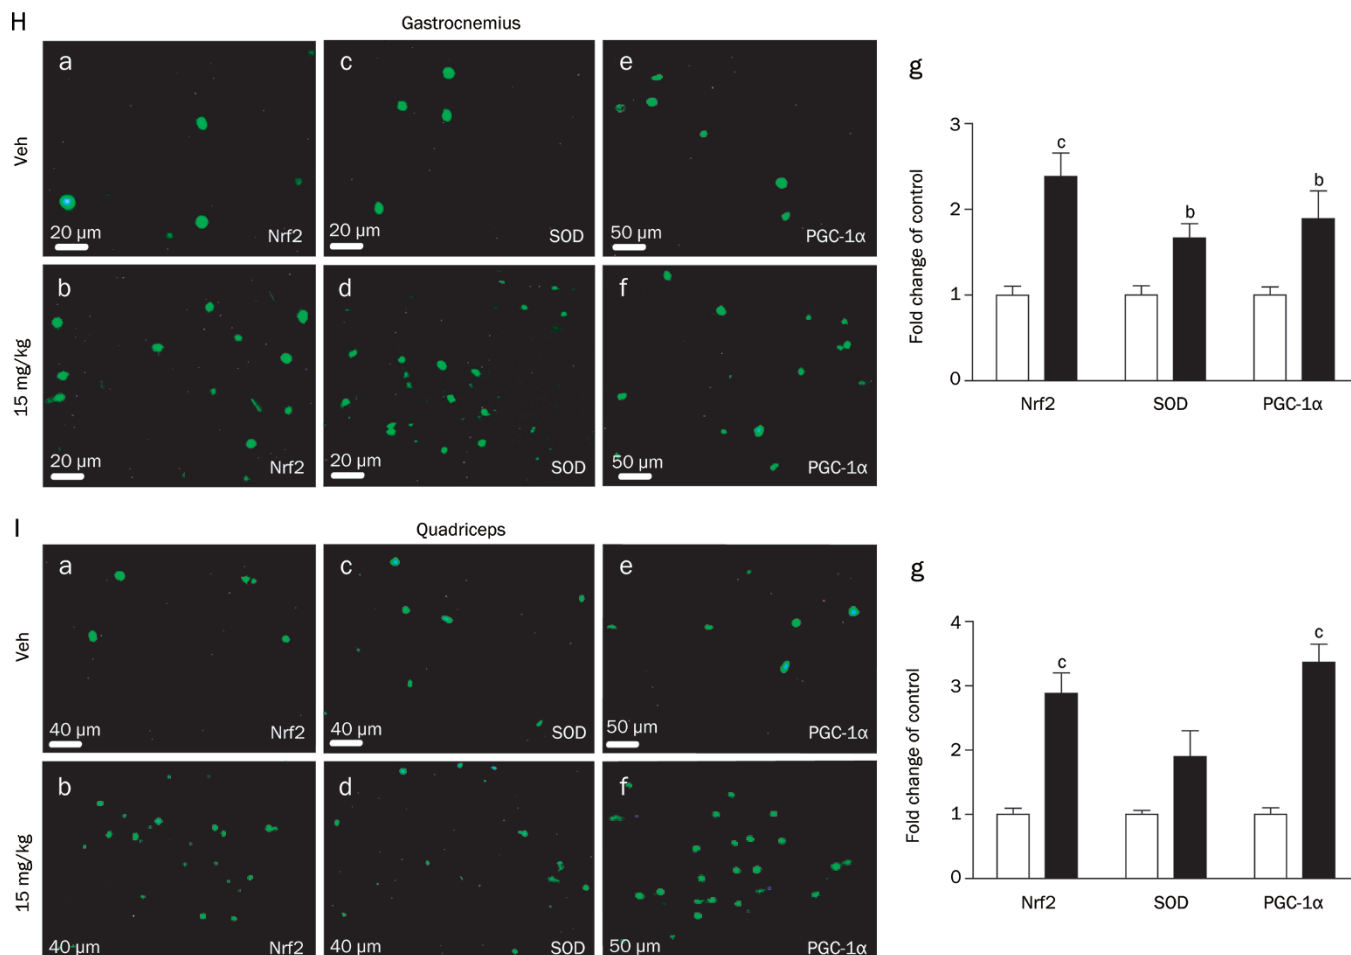 H
Gastrocnemius
a
c
e
g
Veh
20 µm
Nrf2
20 µm
SOD
50 µm
PGC-1α
b
d
f
15 mg/kg
20 µm
Nrf2
20 µm
SOD
50 µm
PGC-1α
Fold change of control
3
2
1
0
c
b
b
Nrf2
SOD
PGC-1α
I
Quadriceps
a
c
e
g
Veh
40 µm
Nrf2
40 µm
SOD
50 µm
PGC-1α
b
d
f
15 mg/kg
40 µm
Nrf2
40 µm
SOD
50 µm
PGC-1α
Fold change of control
4
3
2
1
0
c
c
Nrf2
SOD
PGC-1α